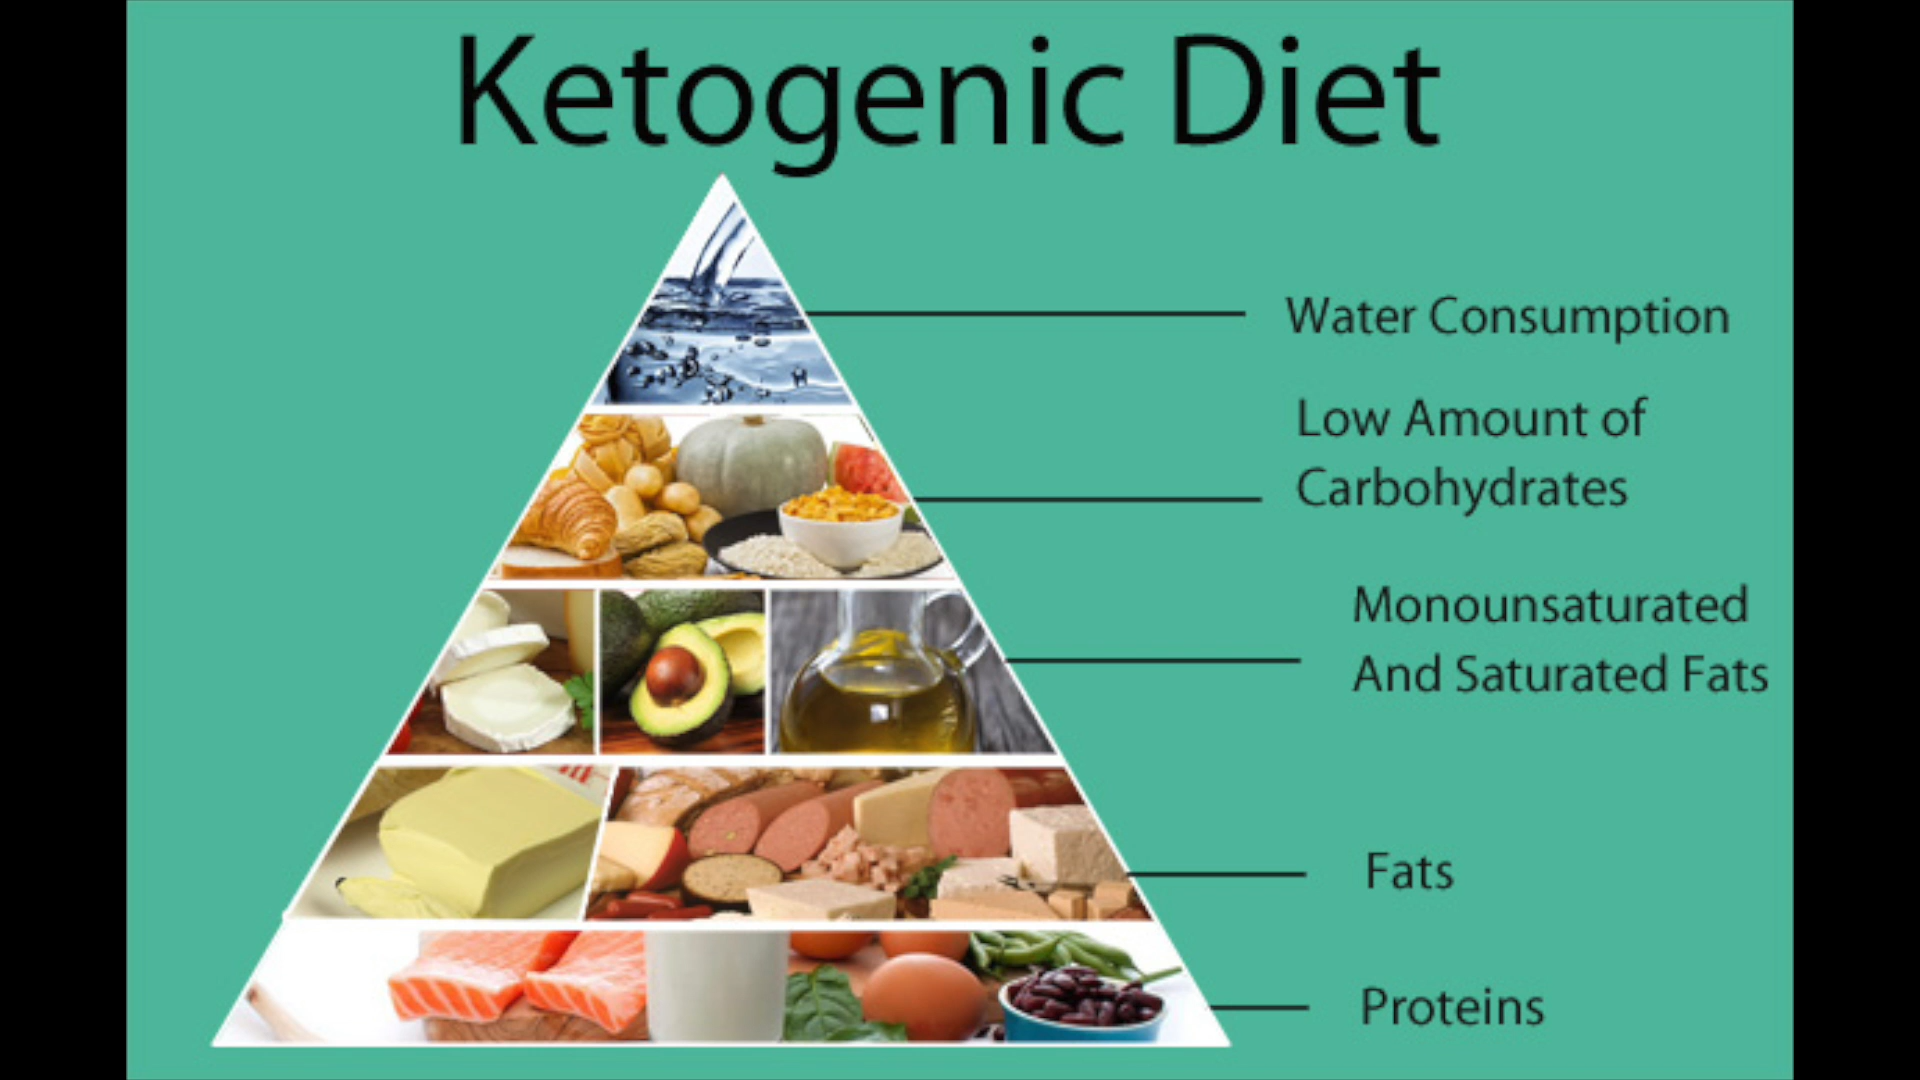 Ketogenic Diet
Water Consumption
Low Amount of
Carbohydrates
Monounsaturated
And Saturated Fats
Fats
Proteins